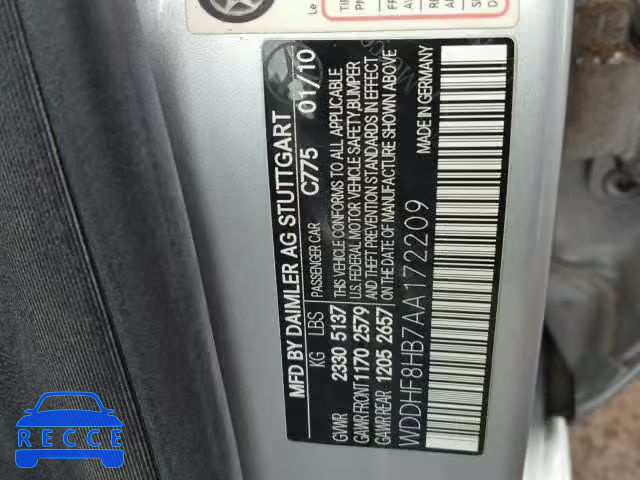 MFD BY DAIMLER AG STUTTGART
C775 01/10
KG LBS PASSENGER CAR
GVWR 2330 5137
GAWR FRONT 1170 2579
GAWR REAR 1205 2657
THIS VEHICLE CONFORMS TO ALL APPLICABLE
U.S. FEDERAL MOTOR VEHICLE SAFETY, BUMPER
AND THEFT PREVENTION STANDARDS IN EFFECT
ON THE DATE OF MANUFACTURE SHOWN ABOVE
WDDHF8HB7AA172209
MADE IN GERMANY
Le
RECCE